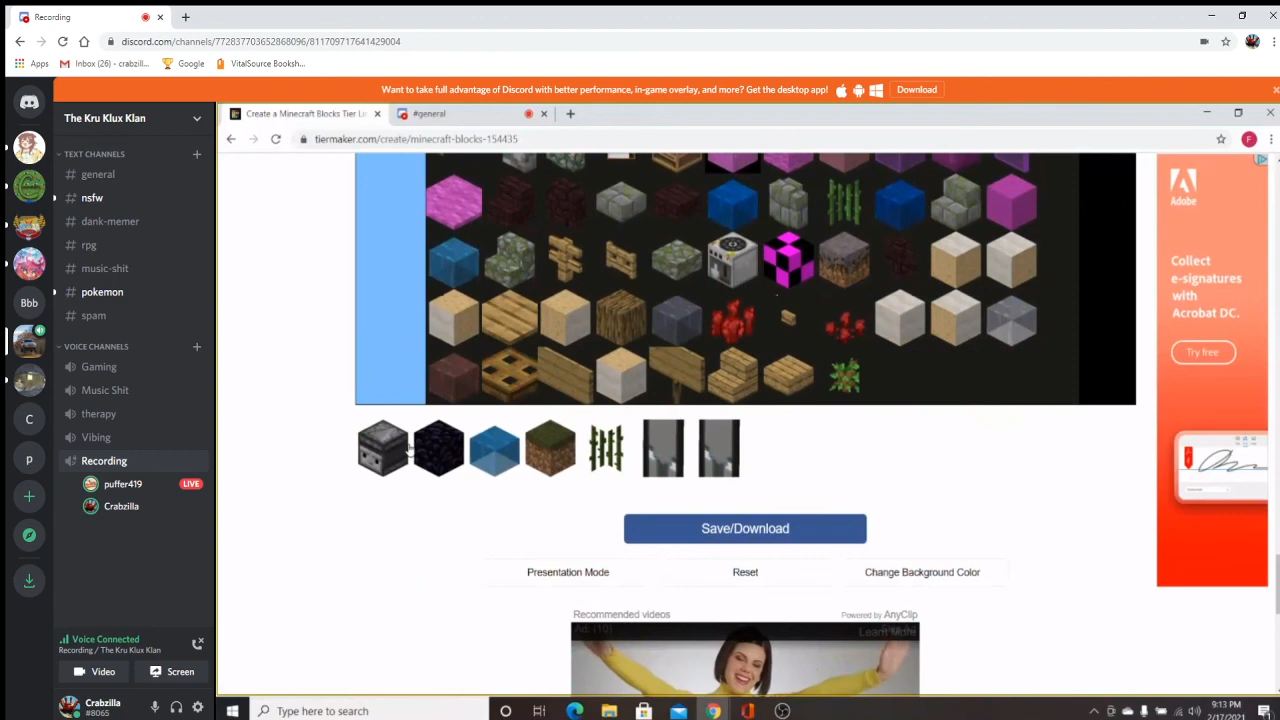 Recording
discord.com/channels/772837703652868096/811709717641429004
Apps
Inbox (26) - crabzill...
Google
VitalSource Booksh...
Want to take full advantage of Discord with better performance, in-game overlay, and more? Get the desktop app!
Download
The Kru Klux Klan
TEXT CHANNELS
general
nsfw
dank-memer
rpg
music-shit
pokemon
spam
VOICE CHANNELS
Gaming
Music Shit
therapy
Vibing
Recording
puffer419
LIVE
Crabzilla
Bbb
C
p
Voice Connected
Recording / The Kru Klux Klan
Video
Screen
Crabzilla
#8065
Create a Minecraft Blocks Tier Li
#general
tiermaker.com/create/minecraft-blocks-154435
F
Adobe
Collect
e-signatures
with
Acrobat DC.
Try free
Save/Download
Presentation Mode
Reset
Change Background Color
Recommended videos
Powered by AnyClip
Ad: (10)
Learn More
Type here to search
9:13 PM
2/17/2021